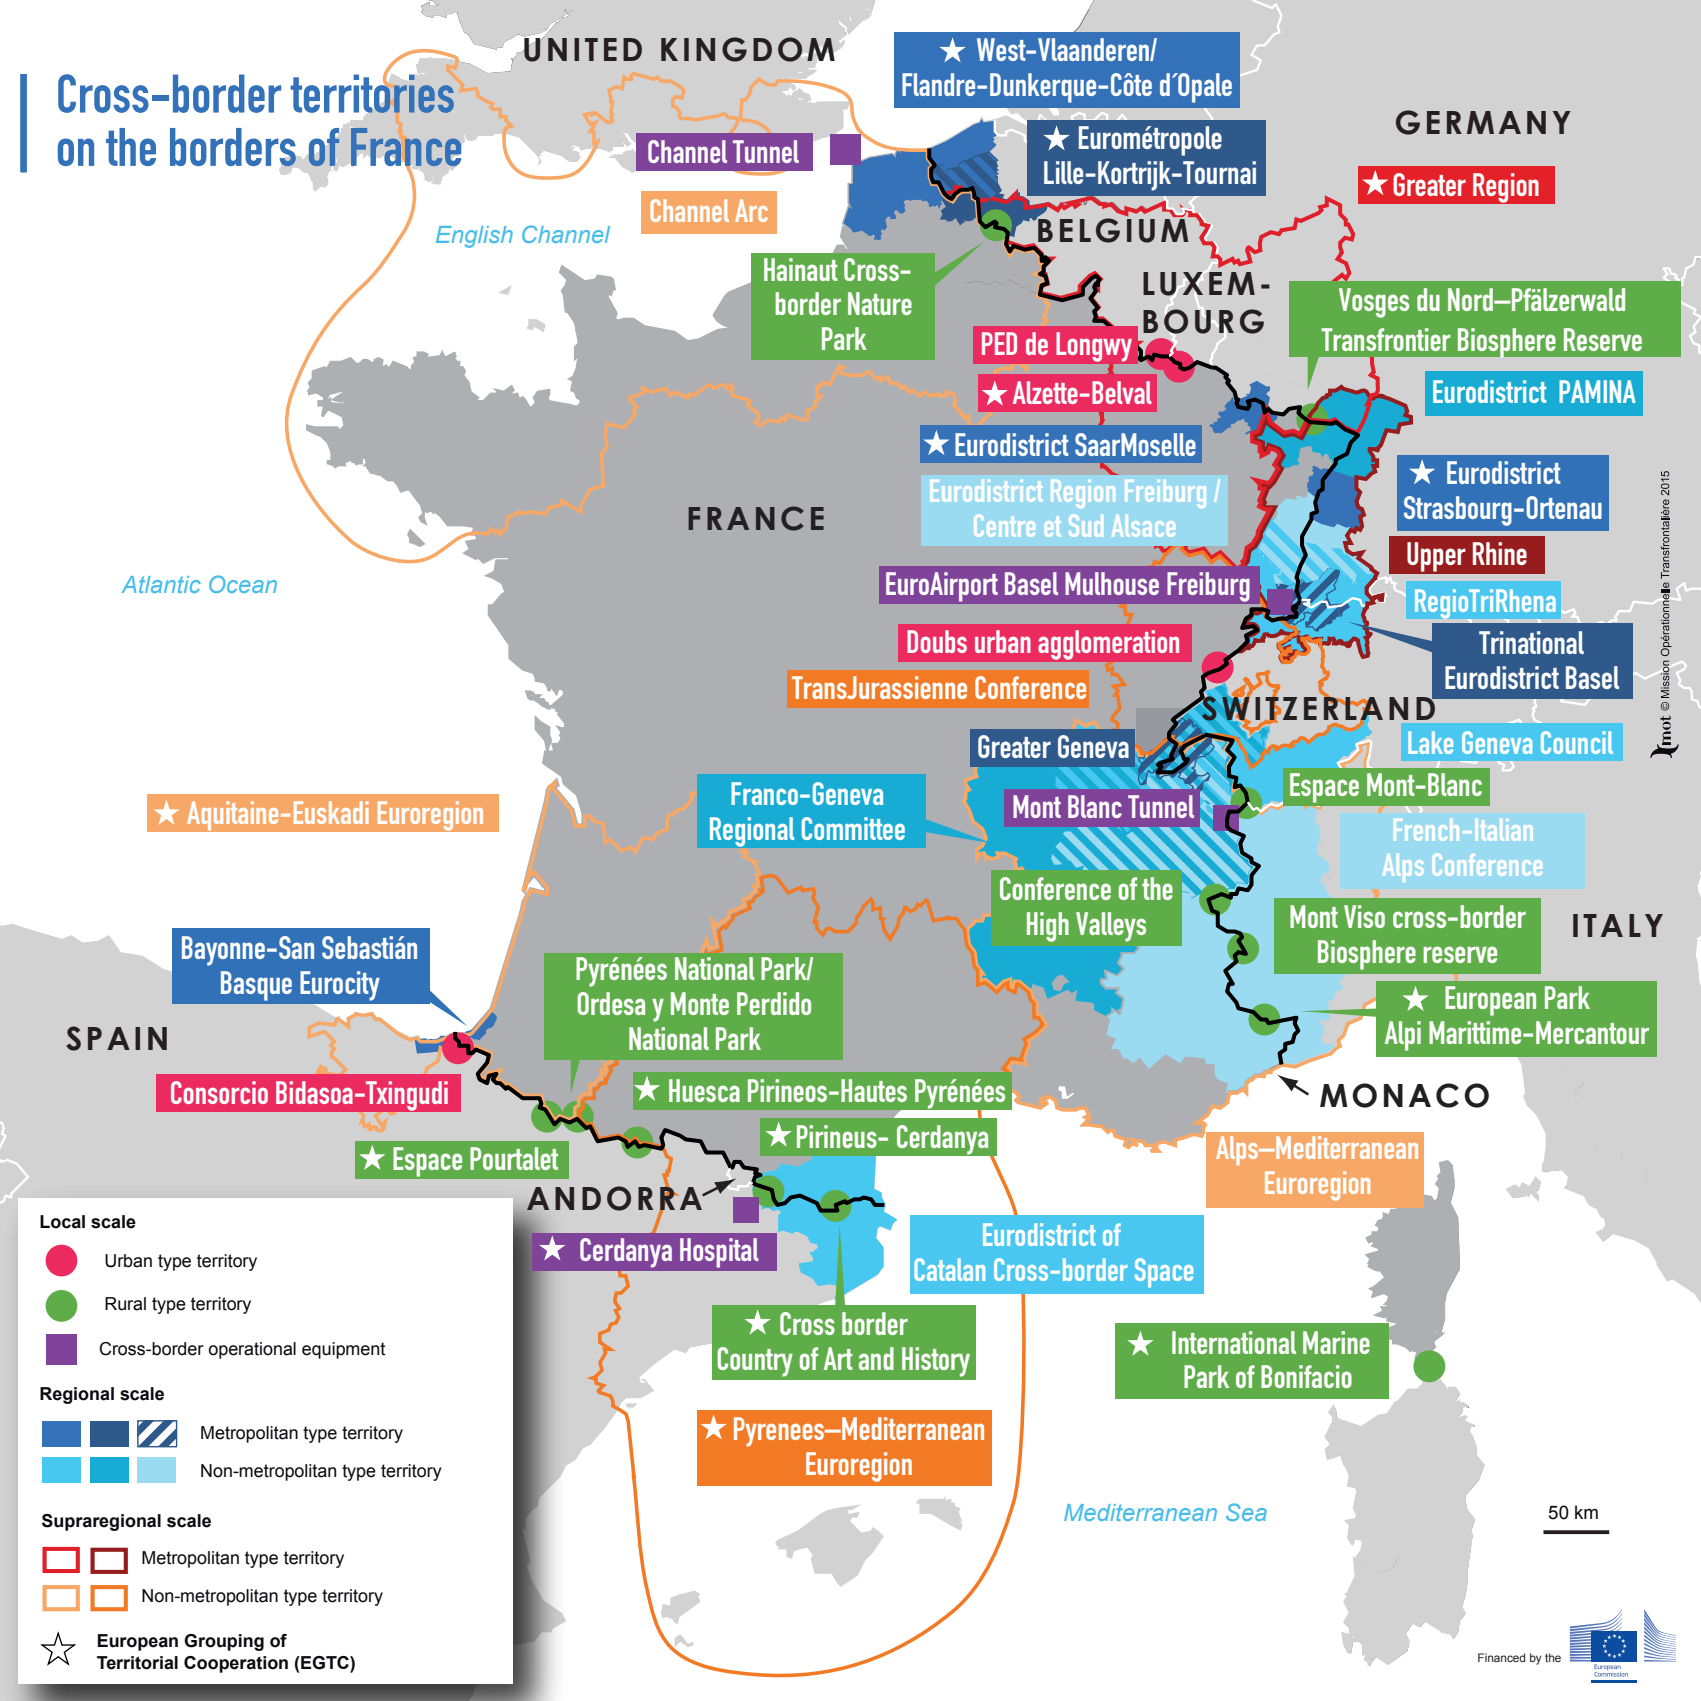 Cross-border territories
on the borders of France
UNITED KINGDOM
★ West-Vlaanderen/
Flandre-Dunkerque-Côte d'Opale
GERMANY
Channel Tunnel
★ Eurométropole
Lille-Kortrijk-Tournai
★ Greater Region
Channel Arc
English Channel
BELGIUM
Hainaut Cross-
border Nature
Park
LUXEM-
BOURG
Vosges du Nord–Pfälzerwald
Transfrontier Biosphere Reserve
PED de Longwy
★ Alzette-Belval
Eurodistrict PAMINA
★ Eurodistrict SaarMoselle
★ Eurodistrict
Strasbourg-Ortenau
Eurodistrict Region Freiburg /
Centre et Sud Alsace
FRANCE
Upper Rhine
Atlantic Ocean
EuroAirport Basel Mulhouse Freiburg
RegioTriRhena
Doubs urban agglomeration
Trinational
Eurodistrict Basel
TransJurassienne Conference
SWITZERLAND
Greater Geneva
Lake Geneva Council
mot © Mission Opérationnelle Transfrontalière 2015
Espace Mont-Blanc
★ Aquitaine-Euskadi Euroregion
Franco-Geneva
Regional Committee
Mont Blanc Tunnel
French-Italian
Alps Conference
Conference of the
High Valleys
Mont Viso cross-border
Biosphere reserve
ITALY
Bayonne-San Sebastián
Basque Eurocity
Pyrénées National Park/
Ordesa y Monte Perdido
National Park
★ European Park
Alpi Marittime-Mercantour
SPAIN
Consorcio Bidasoa-Txingudi
★ Huesca Pirineos-Hautes Pyrénées
MONACO
★ Pirineus- Cerdanya
★ Espace Pourtalet
Alps–Mediterranean
Euroregion
ANDORRA
★ Cerdanya Hospital
Eurodistrict of
Catalan Cross-border Space
★ Cross border
Country of Art and History
★ International Marine
Park of Bonifacio
★ Pyrenees–Mediterranean
Euroregion
Mediterranean Sea
50 km
Local scale
Urban type territory
Rural type territory
Cross-border operational equipment
Regional scale
Metropolitan type territory
Non-metropolitan type territory
Supraregional scale
Metropolitan type territory
Non-metropolitan type territory
European Grouping of
Territorial Cooperation (EGTC)
Financed by the
European
Commission